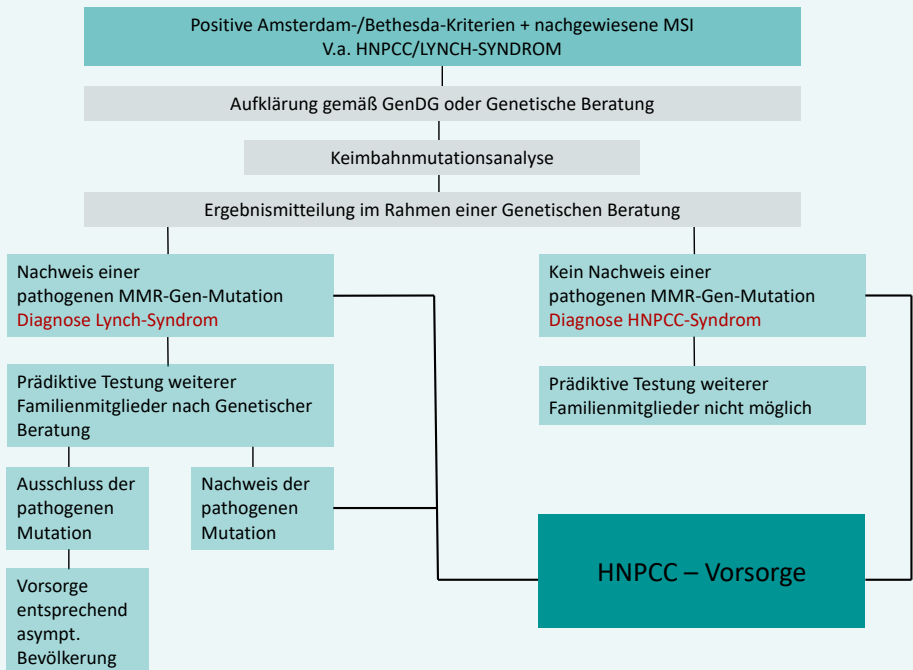 Positive Amsterdam-/Bethesda-Kriterien + nachgewiesene MSI
V.a. HNPCC/LYNCH-SYNDROM
Aufklärung gemäß GenDG oder Genetische Beratung
Keimbahnmutationsanalyse
Ergebnismitteilung im Rahmen einer Genetischen Beratung
Nachweis einer
pathogenen MMR-Gen-Mutation
Diagnose Lynch-Syndrom
Kein Nachweis einer
pathogenen MMR-Gen-Mutation
Diagnose HNPCC-Syndrom
Prädiktive Testung weiterer
Familienmitglieder nach Genetischer
Beratung
Prädiktive Testung weiterer
Familienmitglieder nicht möglich
Ausschluss der
pathogenen
Mutation
Nachweis der
pathogenen
Mutation
HNPCC – Vorsorge
Vorsorge
entsprechend
asympt.
Bevölkerung